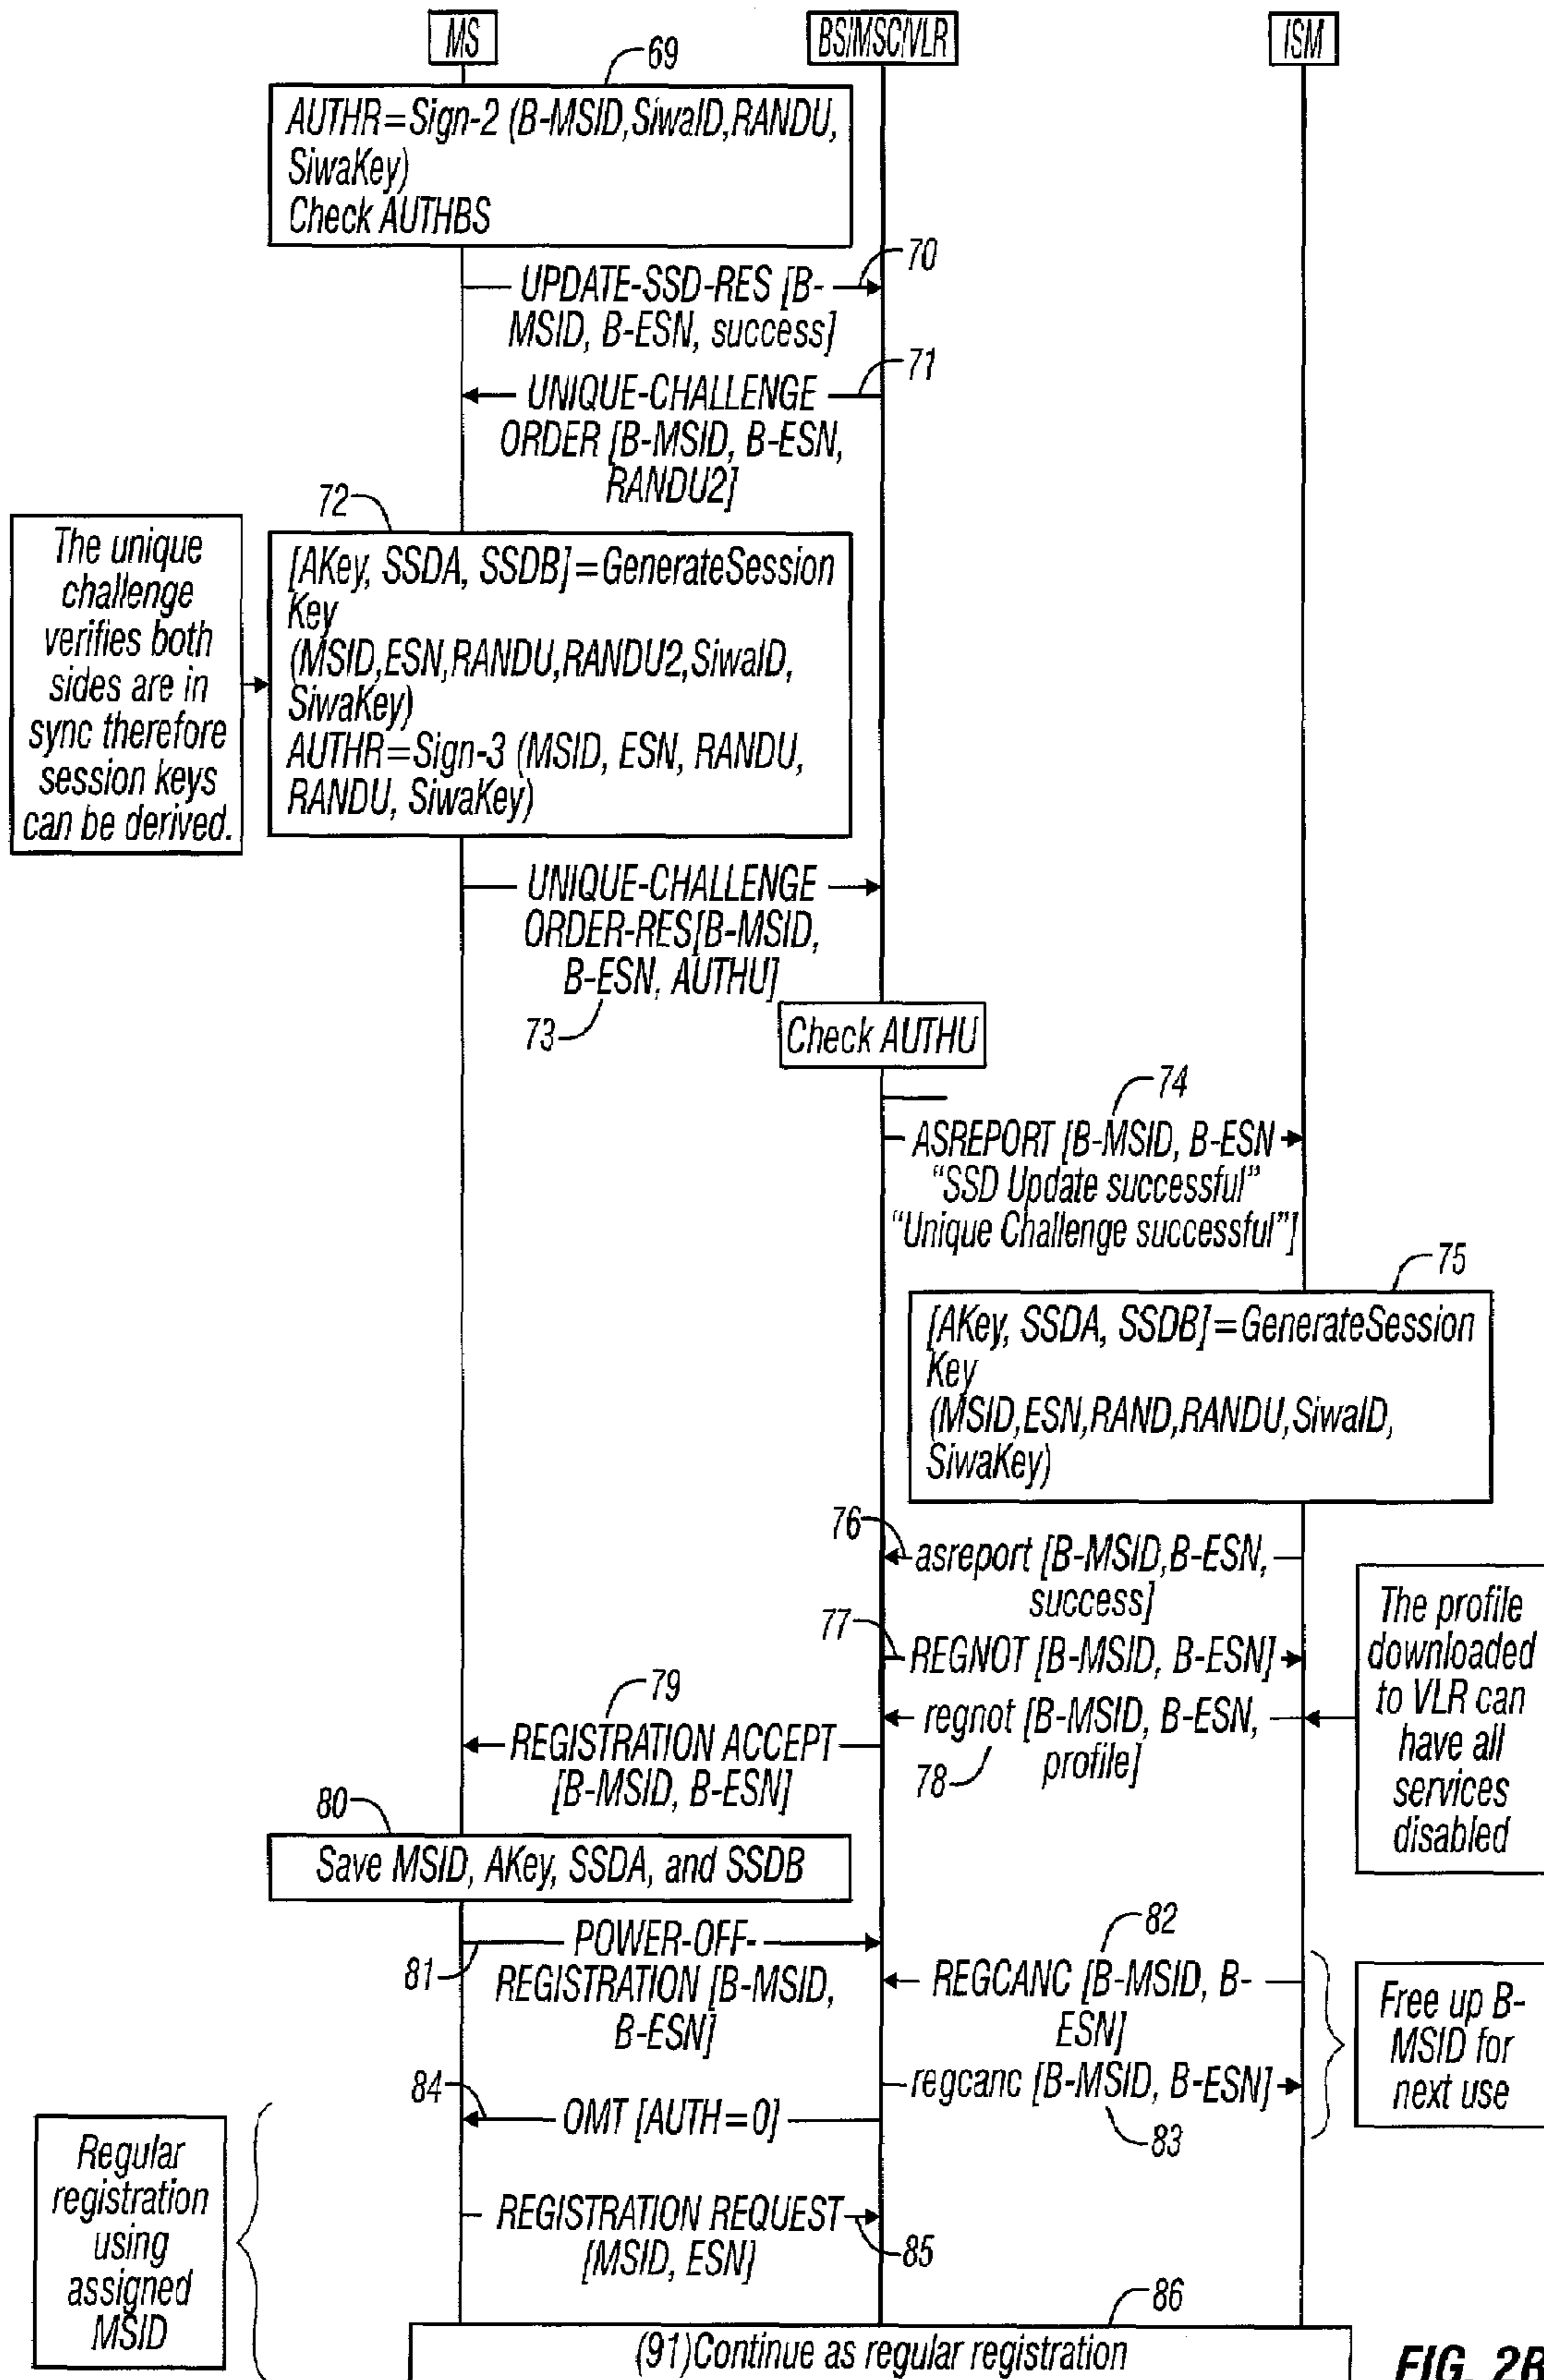 MS
BS/MSC/VLR
ISM
69
AUTHR=Sign-2 (B-MSID,SiwaID,RANDU,
SiwaKey)
Check AUTHBS
70
UPDATE-SSD-RES [B-
MSID, B-ESN, success]
71
UNIQUE-CHALLENGE
ORDER [B-MSID, B-ESN,
RANDU2]
72
The unique
challenge
verifies both
sides are in
sync therefore
session keys
can be derived.
[AKey, SSDA, SSDB]=GenerateSession
Key
(MSID,ESN,RANDU,RANDU2,SiwaID,
SiwaKey)
AUTHR=Sign-3 (MSID, ESN, RANDU,
RANDU, SiwaKey)
UNIQUE-CHALLENGE
ORDER-RES[B-MSID,
B-ESN, AUTHU]
73
Check AUTHU
74
ASREPORT [B-MSID, B-ESN
“SSD Update successful”
“Unique Challenge successful”]
75
[AKey, SSDA, SSDB]=GenerateSession
Key
(MSID,ESN,RAND,RANDU,SiwaID,
SiwaKey)
76
asreport [B-MSID,B-ESN,
success]
77
REGNOT [B-MSID, B-ESN]
The profile
downloaded
to VLR can
have all
services
disabled
regnot [B-MSID, B-ESN,
profile]
78
79
REGISTRATION ACCEPT
[B-MSID, B-ESN]
80
Save MSID, AKey, SSDA, and SSDB
POWER-OFF-
REGISTRATION [B-MSID,
B-ESN]
81
82
REGCANC [B-MSID, B-
ESN]
Free up B-
MSID for
next use
regcanc [B-MSID, B-ESN]
83
84
OMT [AUTH=0]
Regular
registration
using
assigned
MSID
REGISTRATION REQUEST
[MSID, ESN]
85
86
(91)Continue as regular registration
FIG. 2B